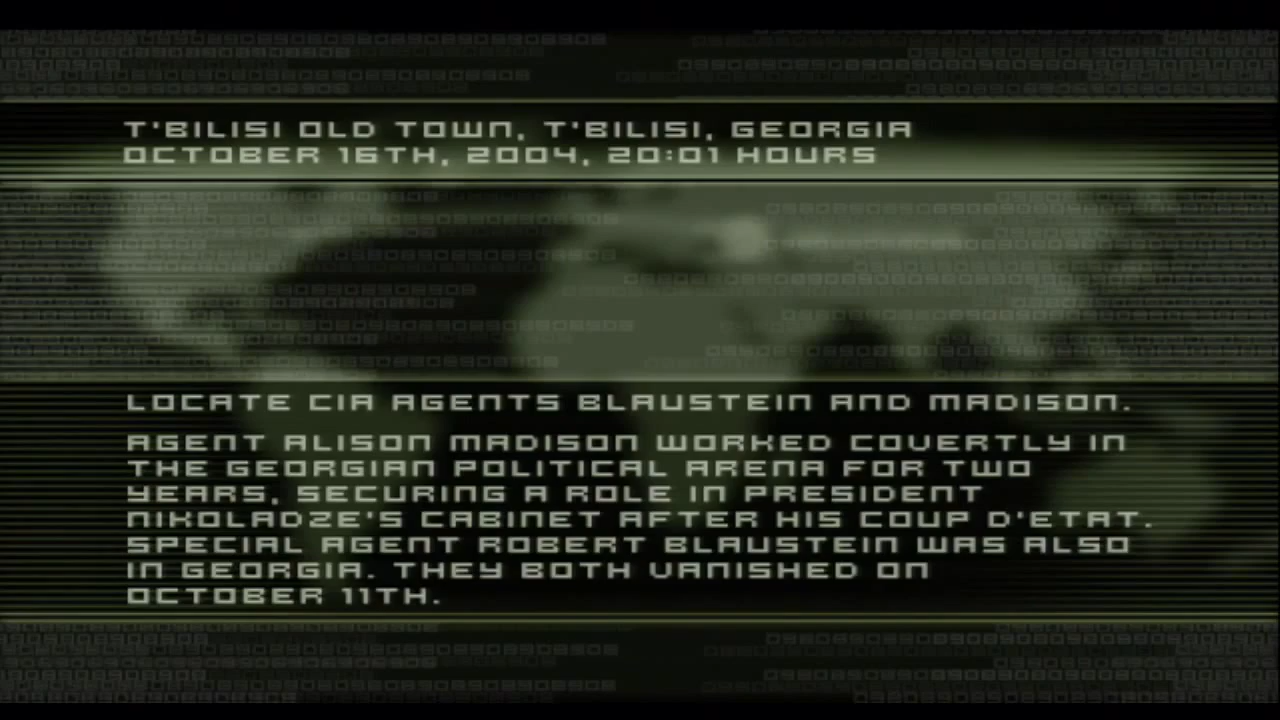 T'BILISI OLD TOWN, T'BILISI, GEORGIA
OCTOBER 16TH, 2004, 20:01 HOURS
LOCATE CIA AGENTS BLAUSTEIN AND MADISON.
AGENT ALISON MADISON WORKED COVERTLY IN
THE GEORGIAN POLITICAL ARENA FOR TWO
YEARS, SECURING A ROLE IN PRESIDENT
NIKOLADZE'S CABINET AFTER HIS COUP D'ETAT.
SPECIAL AGENT ROBERT BLAUSTEIN WAS ALSO
IN GEORGIA. THEY BOTH VANISHED ON
OCTOBER 11TH.